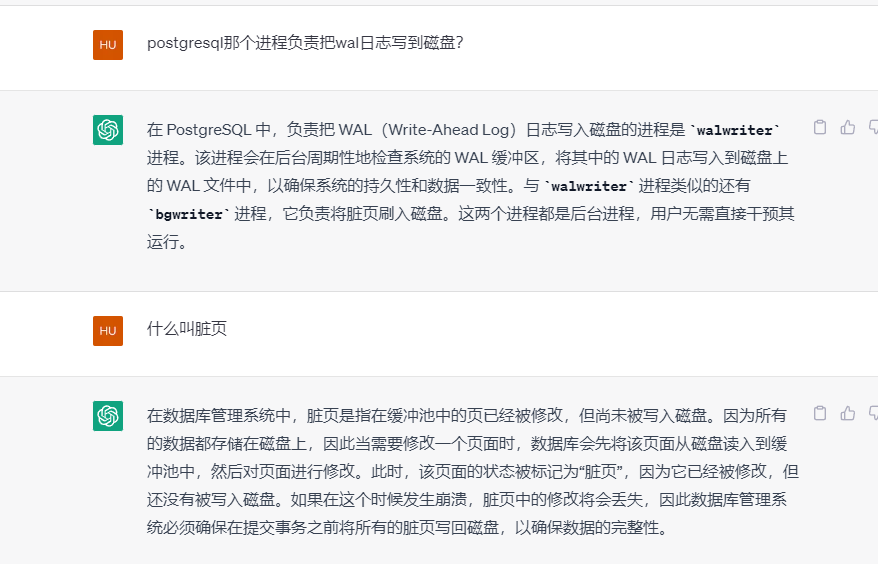 HU
postgresql那个进程负责把wal日志写到磁盘？
在 PostgreSQL 中，负责把 WAL（Write-Ahead Log）日志写入磁盘的进程是 `walwriter`
进程。该进程会在后台周期性地检查系统的 WAL 缓冲区，将其中的 WAL 日志写入到磁盘上
的 WAL 文件中，以确保系统的持久性和数据一致性。与 `walwriter` 进程类似的还有
`bgwriter` 进程，它负责将脏页刷入磁盘。这两个进程都是后台进程，用户无需直接干预其
运行。
HU
什么叫脏页
在数据库管理系统中，脏页是指在缓冲池中的页已经被修改，但尚未被写入磁盘。因为所有
的数据都存储在磁盘上，因此当需要修改一个页面时，数据库会先将该页面从磁盘读入到缓
冲池中，然后对页面进行修改。此时，该页面的状态被标记为“脏页”，因为它已经被修改，但
还没有被写入磁盘。如果在这个时候发生崩溃，脏页中的修改将会丢失，因此数据库管理系
统必须确保在提交事务之前将所有的脏页写回磁盘，以确保数据的完整性。